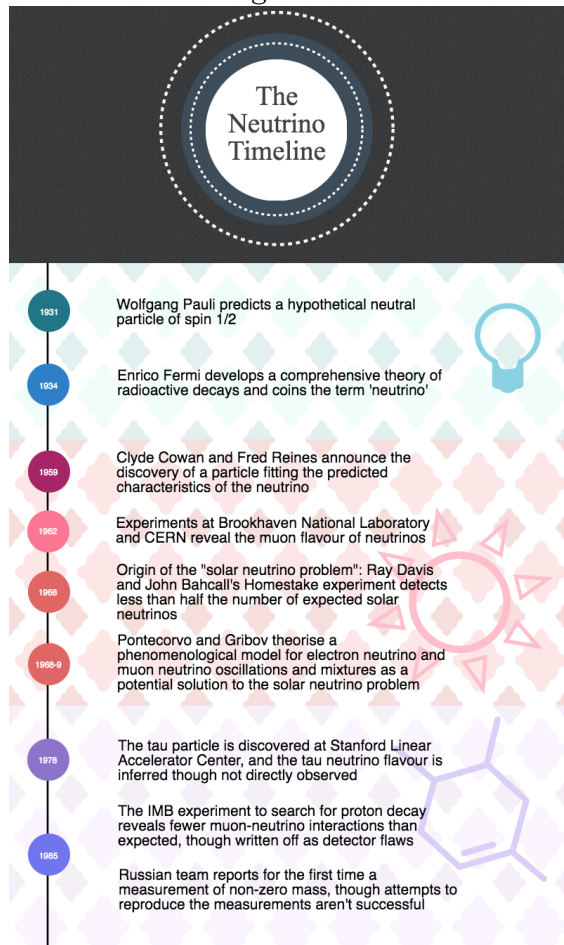 The
Neutrino
Timeline
1931
Wolfgang Pauli predicts a hypothetical neutral
particle of spin 1/2
1934
Enrico Fermi develops a comprehensive theory of
radioactive decays and coins the term 'neutrino'
1959
Clyde Cowan and Fred Reines announce the
discovery of a particle fitting the predicted
characteristics of the neutrino
1962
Experiments at Brookhaven National Laboratory
and CERN reveal the muon flavour of neutrinos
1968
Origin of the "solar neutrino problem": Ray Davis
and John Bahcall's Homestake experiment detects
less than half the number of expected solar
neutrinos
1968-9
Pontecorvo and Gribov theorise a
phenomenological model for electron neutrino and
muon neutrino oscillations and mixtures as a
potential solution to the solar neutrino problem
1978
The tau particle is discovered at Stanford Linear
Accelerator Center, and the tau neutrino flavour is
inferred though not directly observed
1985
The IMB experiment to search for proton decay
reveals fewer muon-neutrino interactions than
expected, though written off as detector flaws
Russian team reports for the first time a
measurement of non-zero mass, though attempts to
reproduce the measurements aren't successful